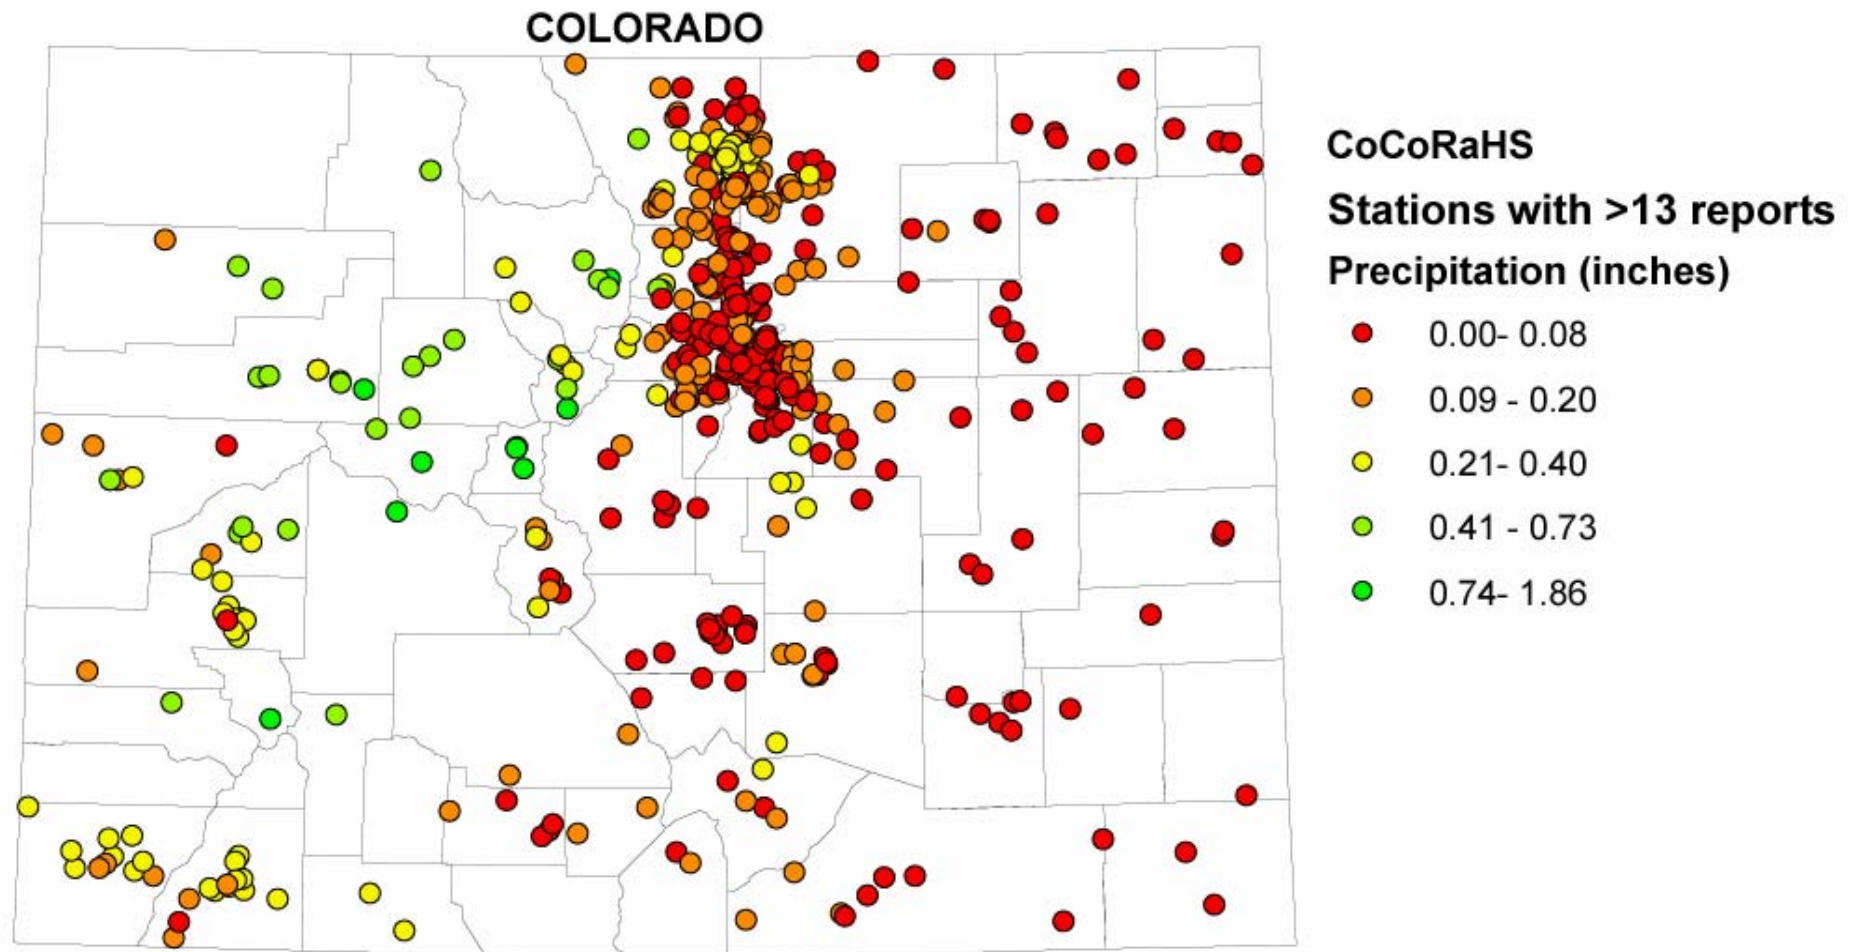 COLORADO
CoCoRaHS
Stations with >13 reports
Precipitation (inches)
0.00- 0.08
0.09 - 0.20
0.21- 0.40
0.41 - 0.73
0.74- 1.86